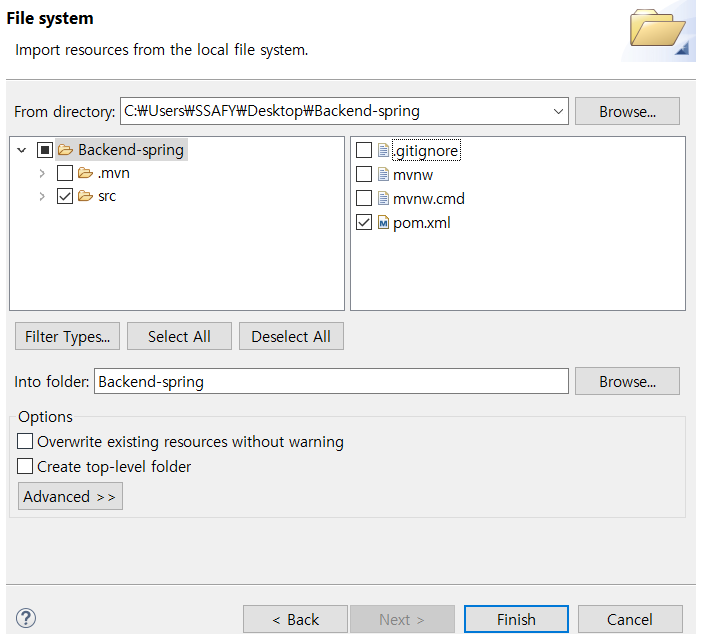 File system
Import resources from the local file system.
From directory: C:₩Users₩SSAFY₩Desktop₩Backend-spring Browse...
Backend-spring
.mvn
src
.gitignore
mvnw
mvnw.cmd
pom.xml
Filter Types... Select All Deselect All
Into folder: Backend-spring Browse...
Options
Overwrite existing resources without warning
Create top-level folder
Advanced >>
? < Back Next > Finish Cancel